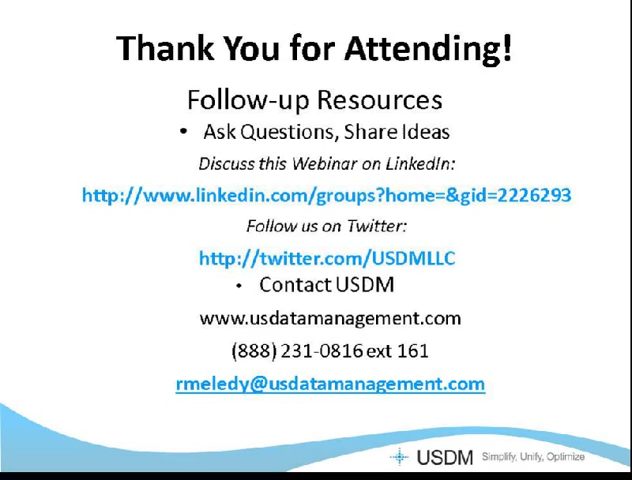 Thank You for Attending!
Follow-up Resources
• Ask Questions, Share Ideas
Discuss this Webinar on LinkedIn:
http://www.linkedin.com/groups?home=&gid=2226293
Follow us on Twitter:
http://twitter.com/USDMLLC
• Contact USDM
www.usdatamanagement.com
(888) 231-0816 ext 161
rmeledy@usdatamanagement.com
USDM Simplify, Unify, Optimize